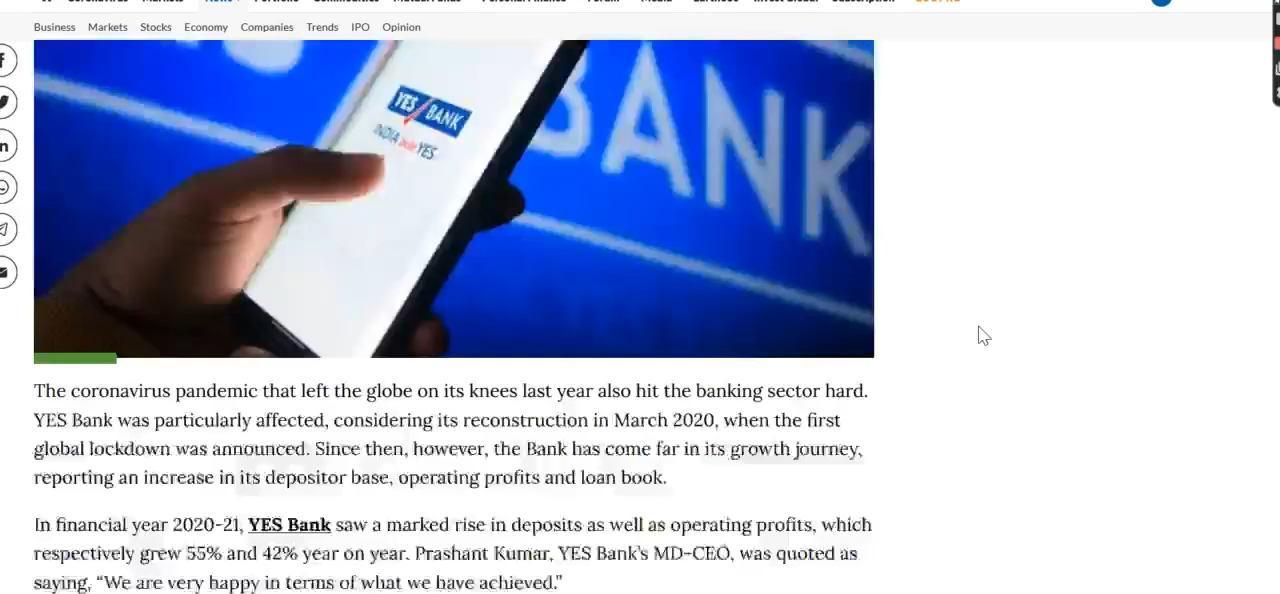 Business Markets Stocks Economy Companies Trends IPO Opinion
YES BANK
INDIA YES
BANK
The coronavirus pandemic that left the globe on its knees last year also hit the banking sector hard.
YES Bank was particularly affected, considering its reconstruction in March 2020, when the first
global lockdown was announced. Since then, however, the Bank has come far in its growth journey,
reporting an increase in its depositor base, operating profits and loan book.
In financial year 2020-21, YES Bank saw a marked rise in deposits as well as operating profits, which
respectively grew 55% and 42% year on year. Prashant Kumar, YES Bank's MD-CEO, was quoted as
saying, “We are very happy in terms of what we have achieved.”